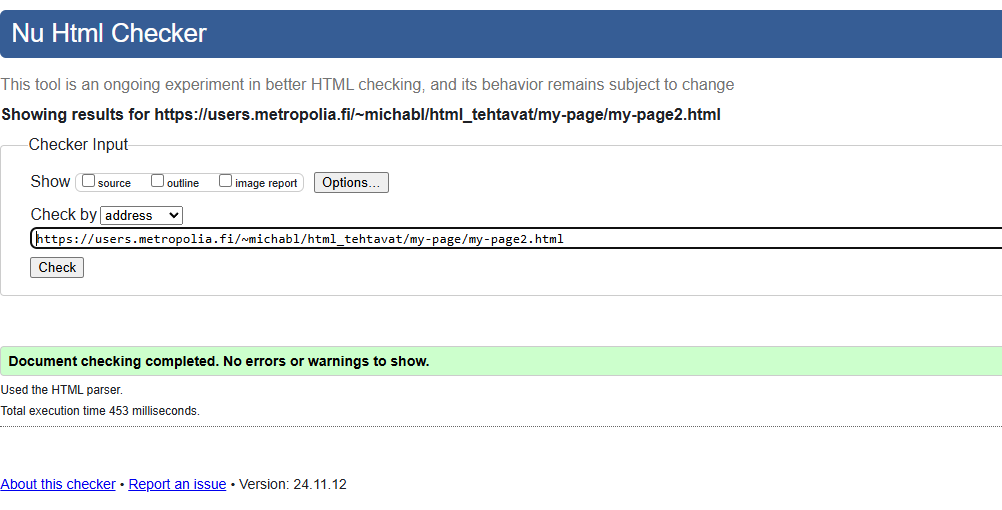 Nu Html Checker
This tool is an ongoing experiment in better HTML checking, and its behavior remains subject to change
Showing results for https://users.metropolia.fi/~michabl/html_tehtavat/my-page/my-page2.html
Checker Input
Show source outline image report Options...
Check by address
https://users.metropolia.fi/~michabl/html_tehtavat/my-page/my-page2.html
Check
Document checking completed. No errors or warnings to show.
Used the HTML parser.
Total execution time 453 milliseconds.
About this checker • Report an issue • Version: 24.11.12